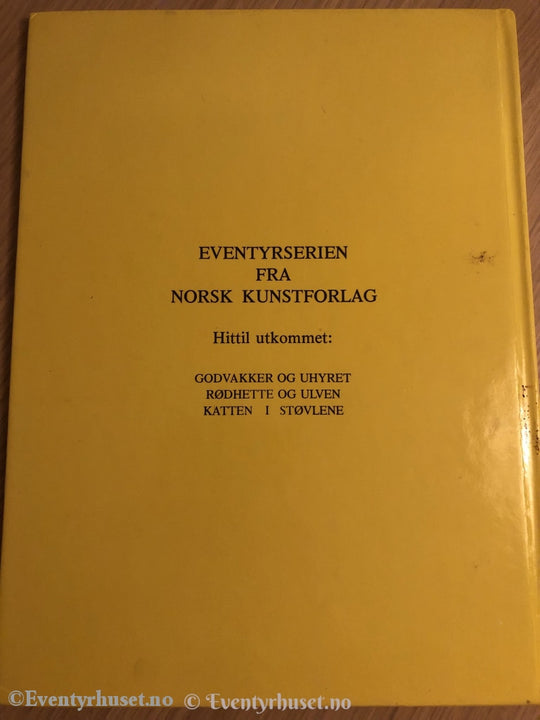 EVENTYRSERIEN
FRA
NORSK KUNSTFORLAG
Hittil utkommet:
GODVAKKER OG UHYRET
RØDHETTE OG ULVEN
KATTEN I STØVLENE
©Eventyrhuset.no © Eventyrhuset.no